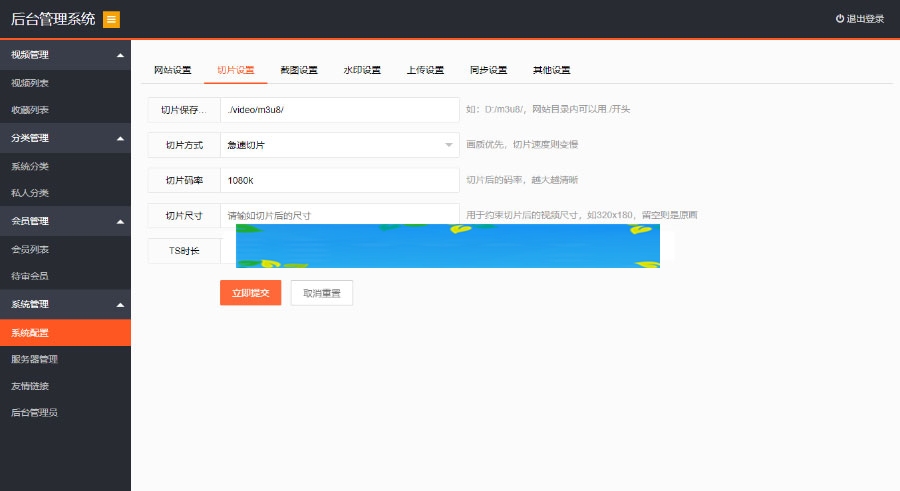 后台管理系统
退出登录
视频管理
视频列表
收藏列表
分类管理
系统分类
私人分类
会员管理
会员列表
待审会员
系统管理
系统配置
服务器管理
友情链接
后台管理员
网站设置 切片设置 截图设置 水印设置 上传设置 同步设置 其他设置
切片保存... ./video/m3u8/ 如：D:/m3u8/，网站目录内可以用 ./开头
切片方式 急速切片 画质优先，切片速度则变慢
切片码率 1080k 切片后的码率，越大越清晰
切片尺寸 请输如切片后的尺寸 用于约束切片后的视频尺寸，如320x180，留空则是原画
TS时长
立即提交 取消重置